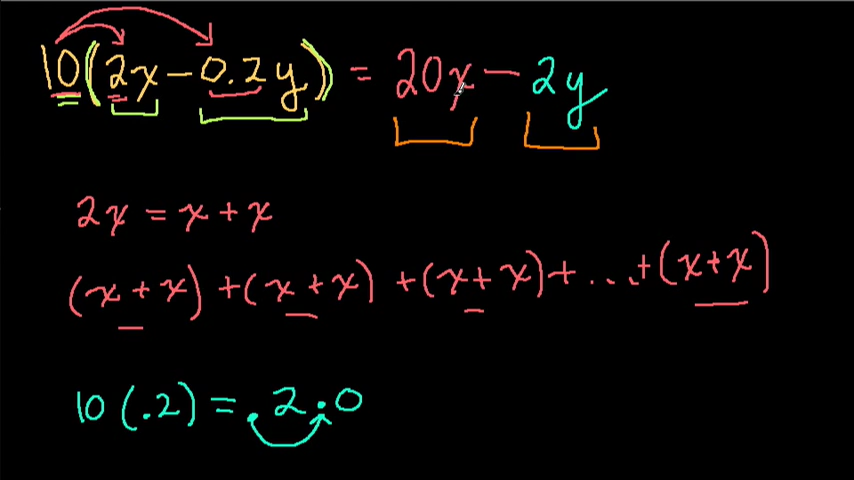 10(2x - 0.2y) = 20x - 2y
2x = x + x
(x + x) + (x + x) + (x + x) + ... + (x + x)
10 (.2) = .2.0